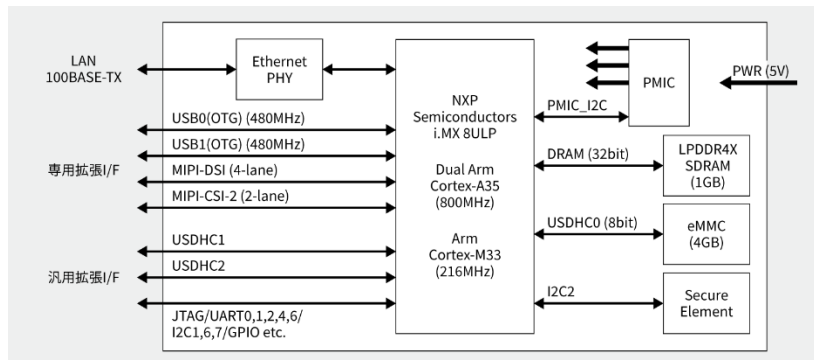 LAN
100BASE-TX
Ethernet
PHY
USB0(OTG) (480MHz)
USB1(OTG) (480MHz)
専用拡張I/F
MIPI-DSI (4-lane)
MIPI-CSI-2 (2-lane)
USDHC1
USDHC2
汎用拡張I/F
JTAG/UART0,1,2,4,6/
I2C1,6,7/GPIO etc.
NXP
Semiconductors
i.MX 8ULP
Dual Arm
Cortex-A35
(800MHz)
Arm
Cortex-M33
(216MHz)
PMIC
PWR (5V)
PMIC_I2C
DRAM (32bit)
LPDDR4X
SDRAM
(1GB)
USDHC0 (8bit)
eMMC
(4GB)
I2C2
Secure
Element